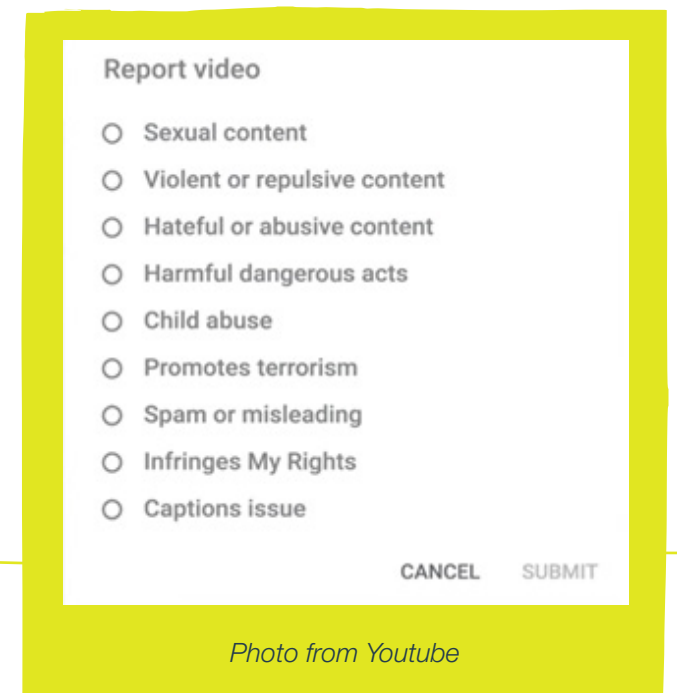 Report video
Sexual content
Violent or repulsive content
Hateful or abusive content
Harmful dangerous acts
Child abuse
Promotes terrorism
Spam or misleading
Infringes My Rights
Captions issue
CANCEL SUBMIT
Photo from Youtube